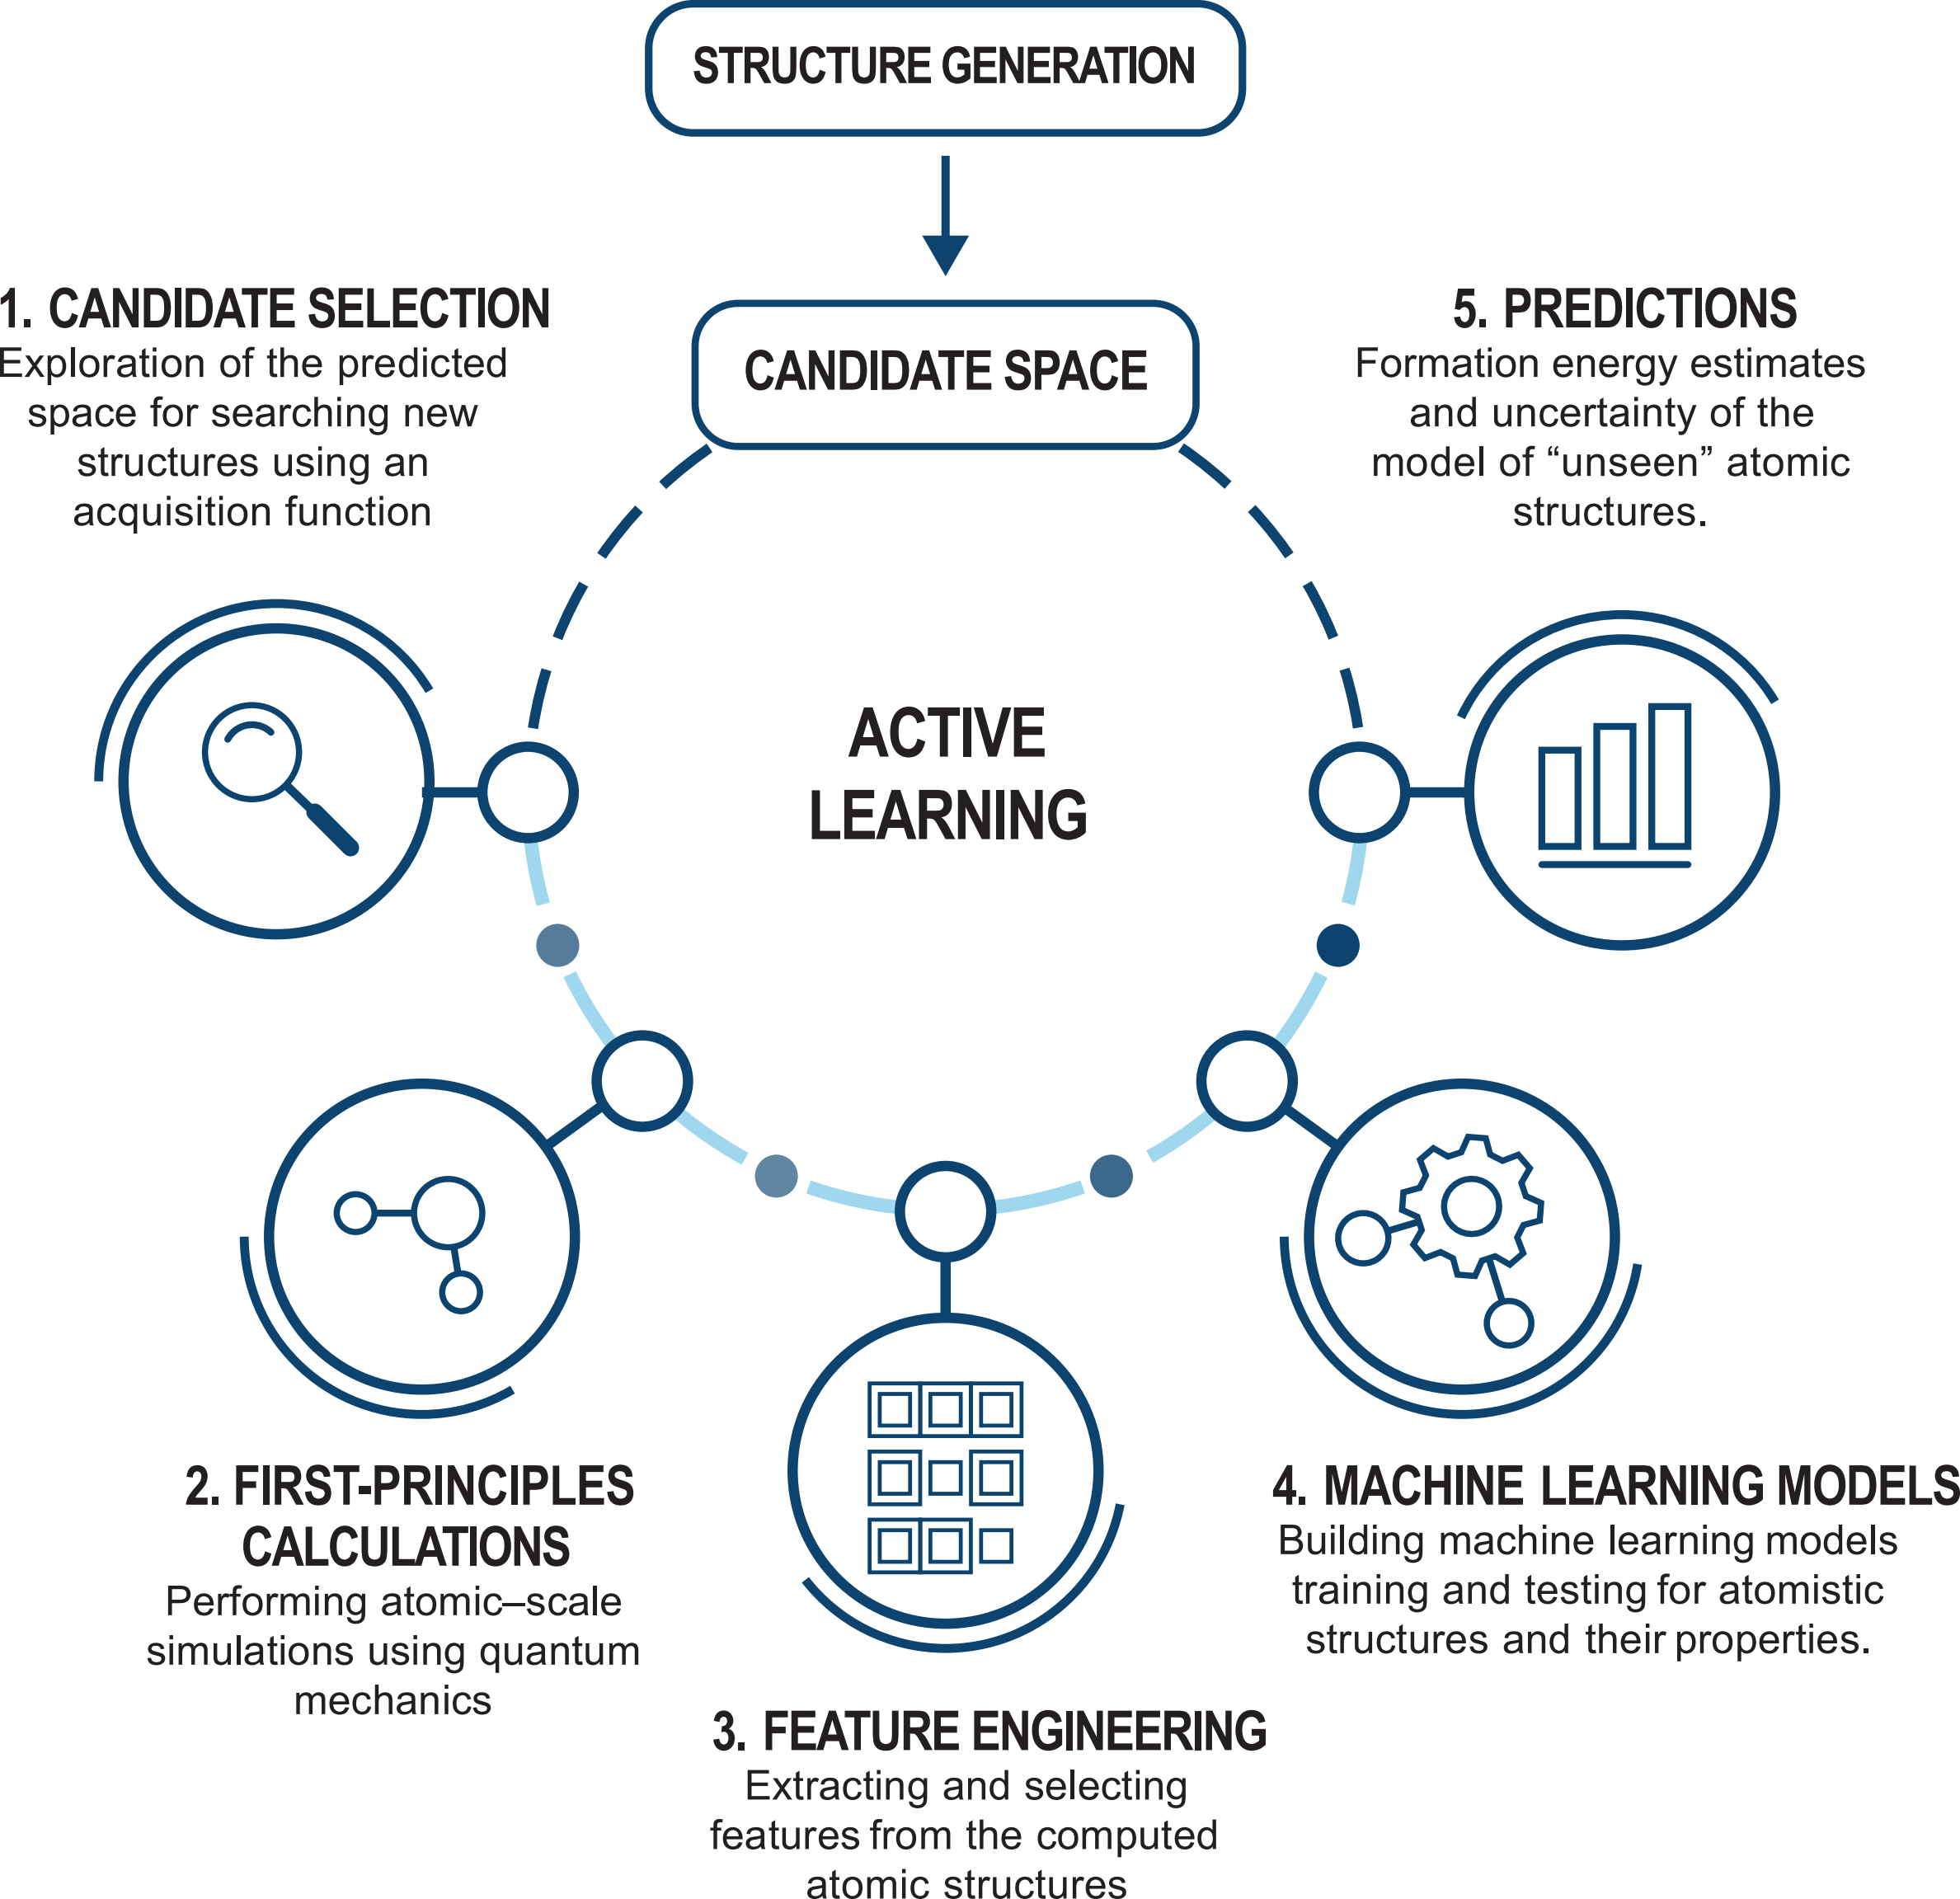 STRUCTURE GENERATION
CANDIDATE SPACE
ACTIVE
LEARNING
1. CANDIDATE SELECTION
Exploration of the predicted
space for searching new
structures using an
acquisition function
2. FIRST-PRINCIPLES
CALCULATIONS
Performing atomic–scale
simulations using quantum
mechanics
3. FEATURE ENGINEERING
Extracting and selecting
features from the computed
atomic structures
4. MACHINE LEARNING MODELS
Building machine learning models
training and testing for atomistic
structures and their properties.
5. PREDICTIONS
Formation energy estimates
and uncertainty of the
model of “unseen” atomic
structures.